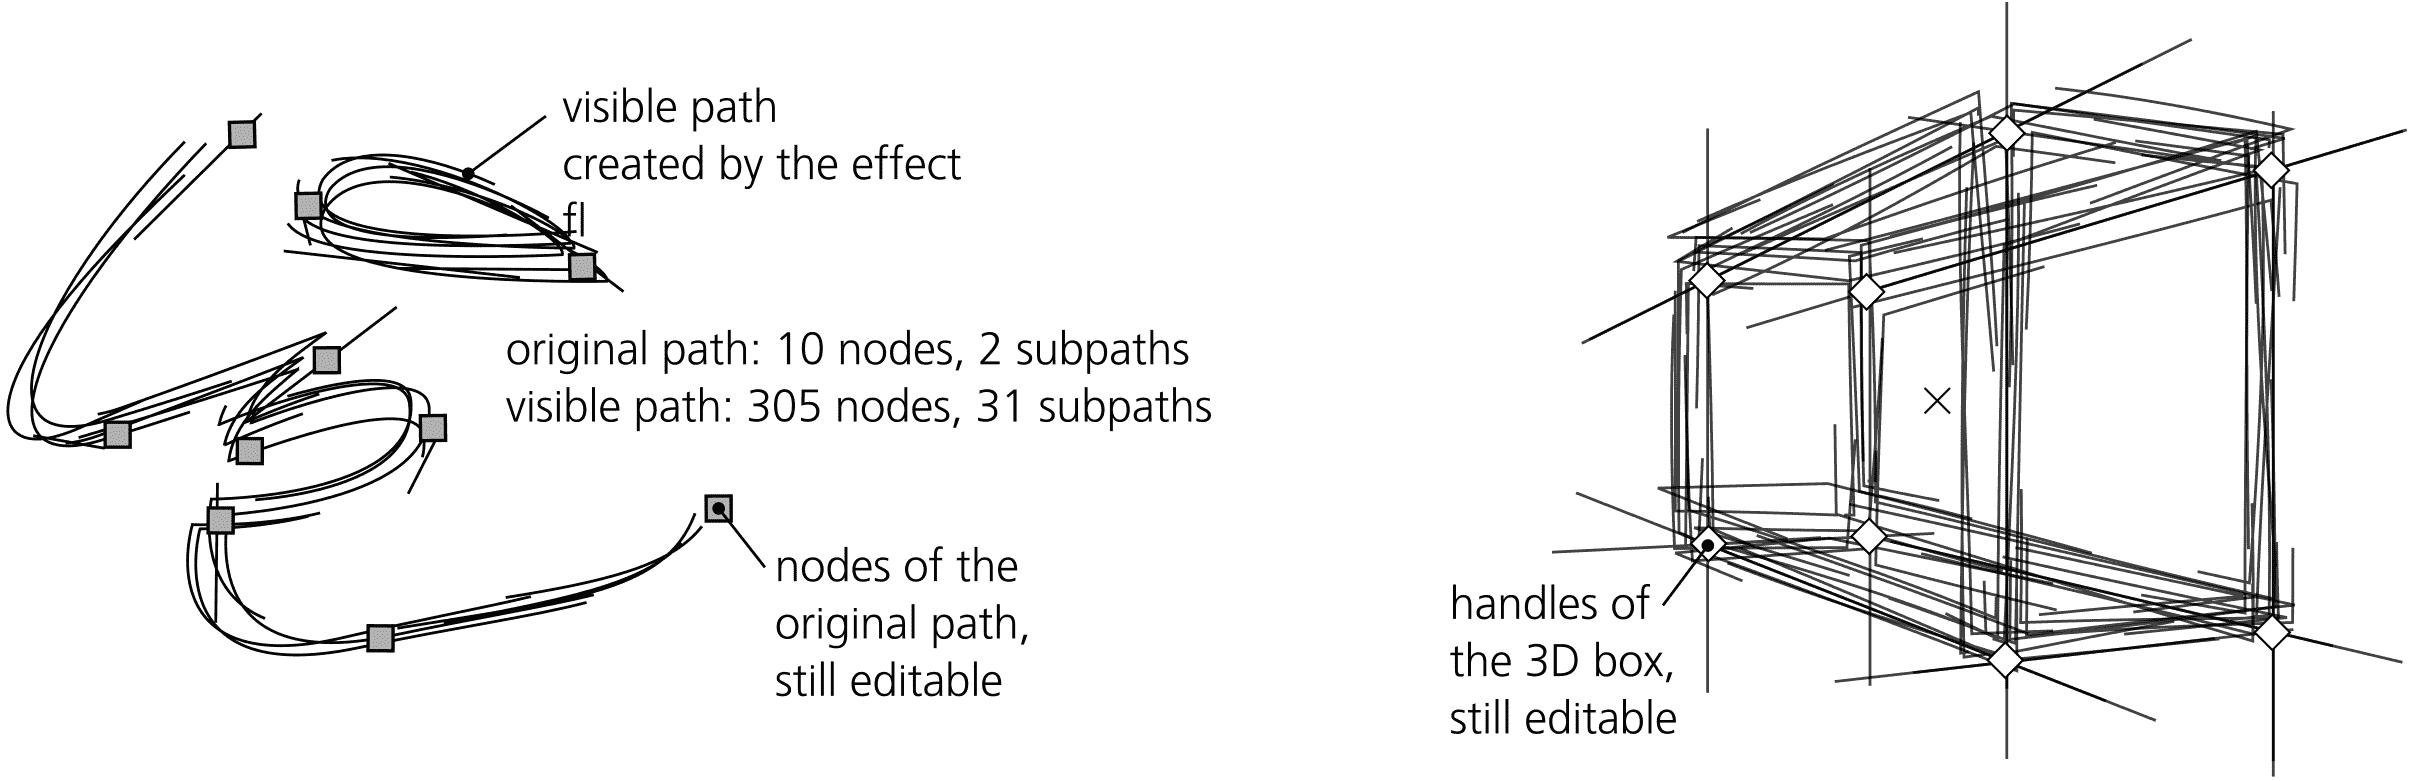 visible path
created by the effect
fl
original path: 10 nodes, 2 subpaths
visible path: 305 nodes, 31 subpaths
nodes of the
original path,
still editable
handles of
the 3D box,
still editable